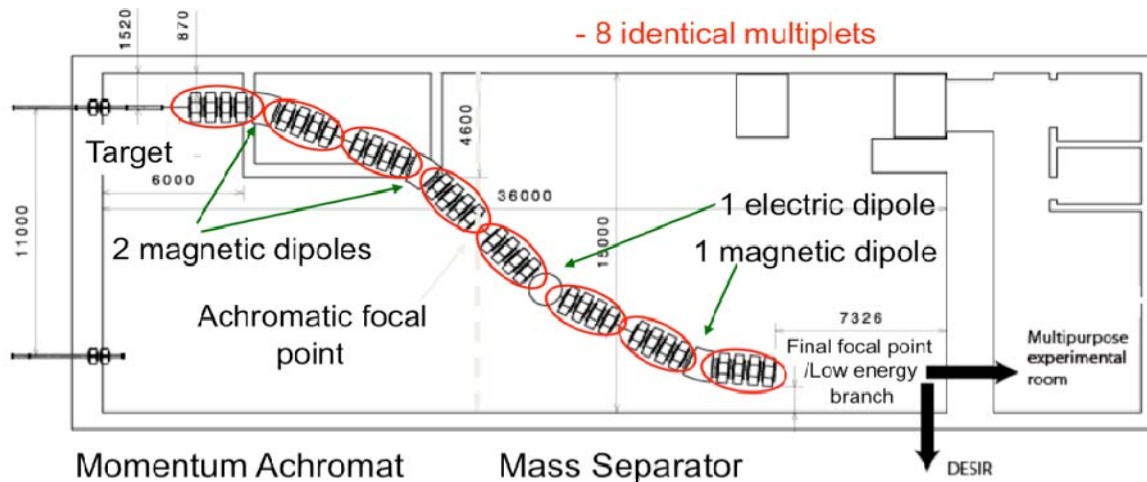 - 8 identical multiplets
1520
870
Target
6000
11000
4600
36000
15000
2 magnetic dipoles
1 electric dipole
1 magnetic dipole
Achromatic focal
point
7326
Final focal point
/Low energy
branch
Multipurpose
experimental
room
Momentum Achromat
Mass Separator
DESIR